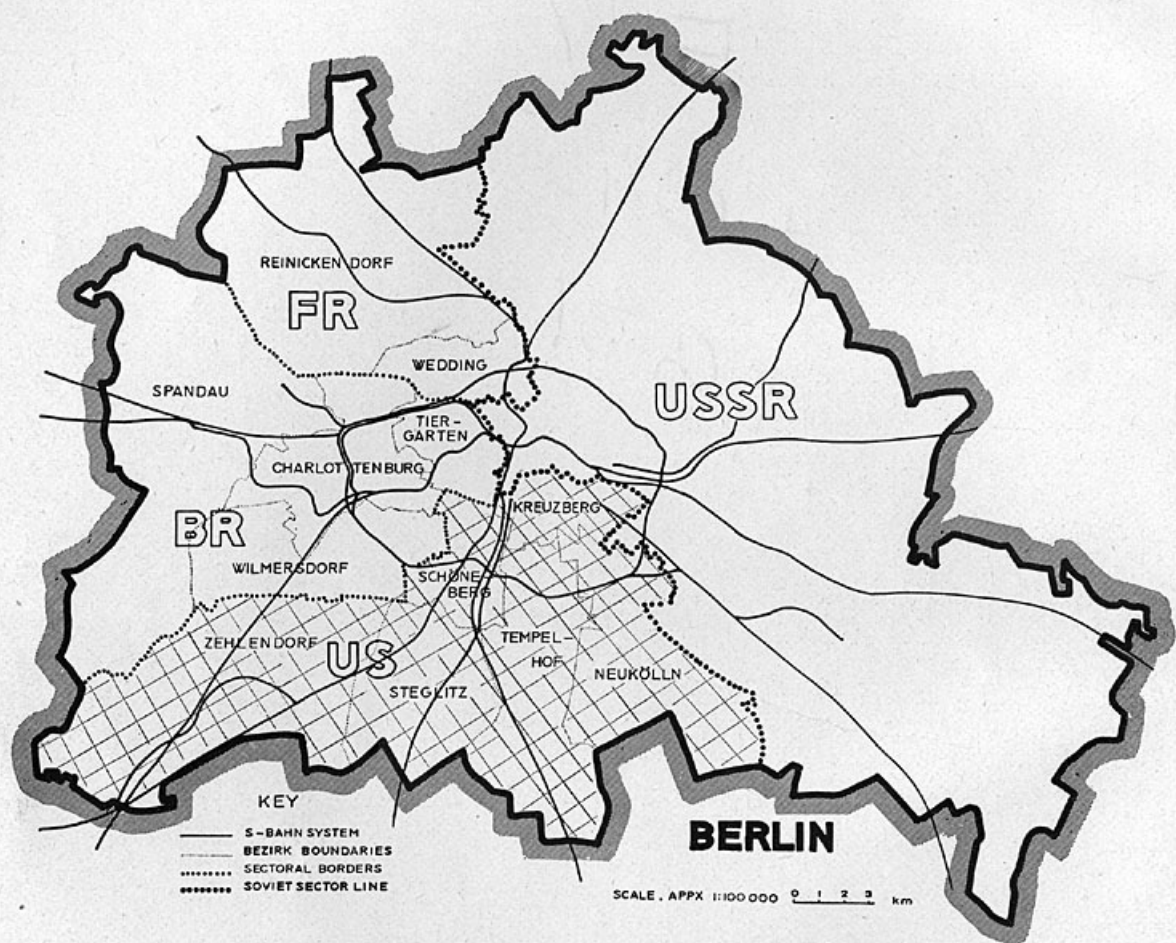 REINICKENDORF
FR
WEDDING
SPANDAU
USSR
TIER-
GARTEN
CHARLOTTENBURG
KREUZBERG
BR
WILMERSDORF
SCHÖNE-
BERG
ZEHLENDORF
US
TEMPEL-
HOF
STEGLITZ
NEUKÖLLN
KEY
S-BAHN SYSTEM
BEZIRK BOUNDARIES
SECTORAL BORDERS
SOVIET SECTOR LINE
BERLIN
SCALE. APPX 1:100 000 0 1 2 3 km